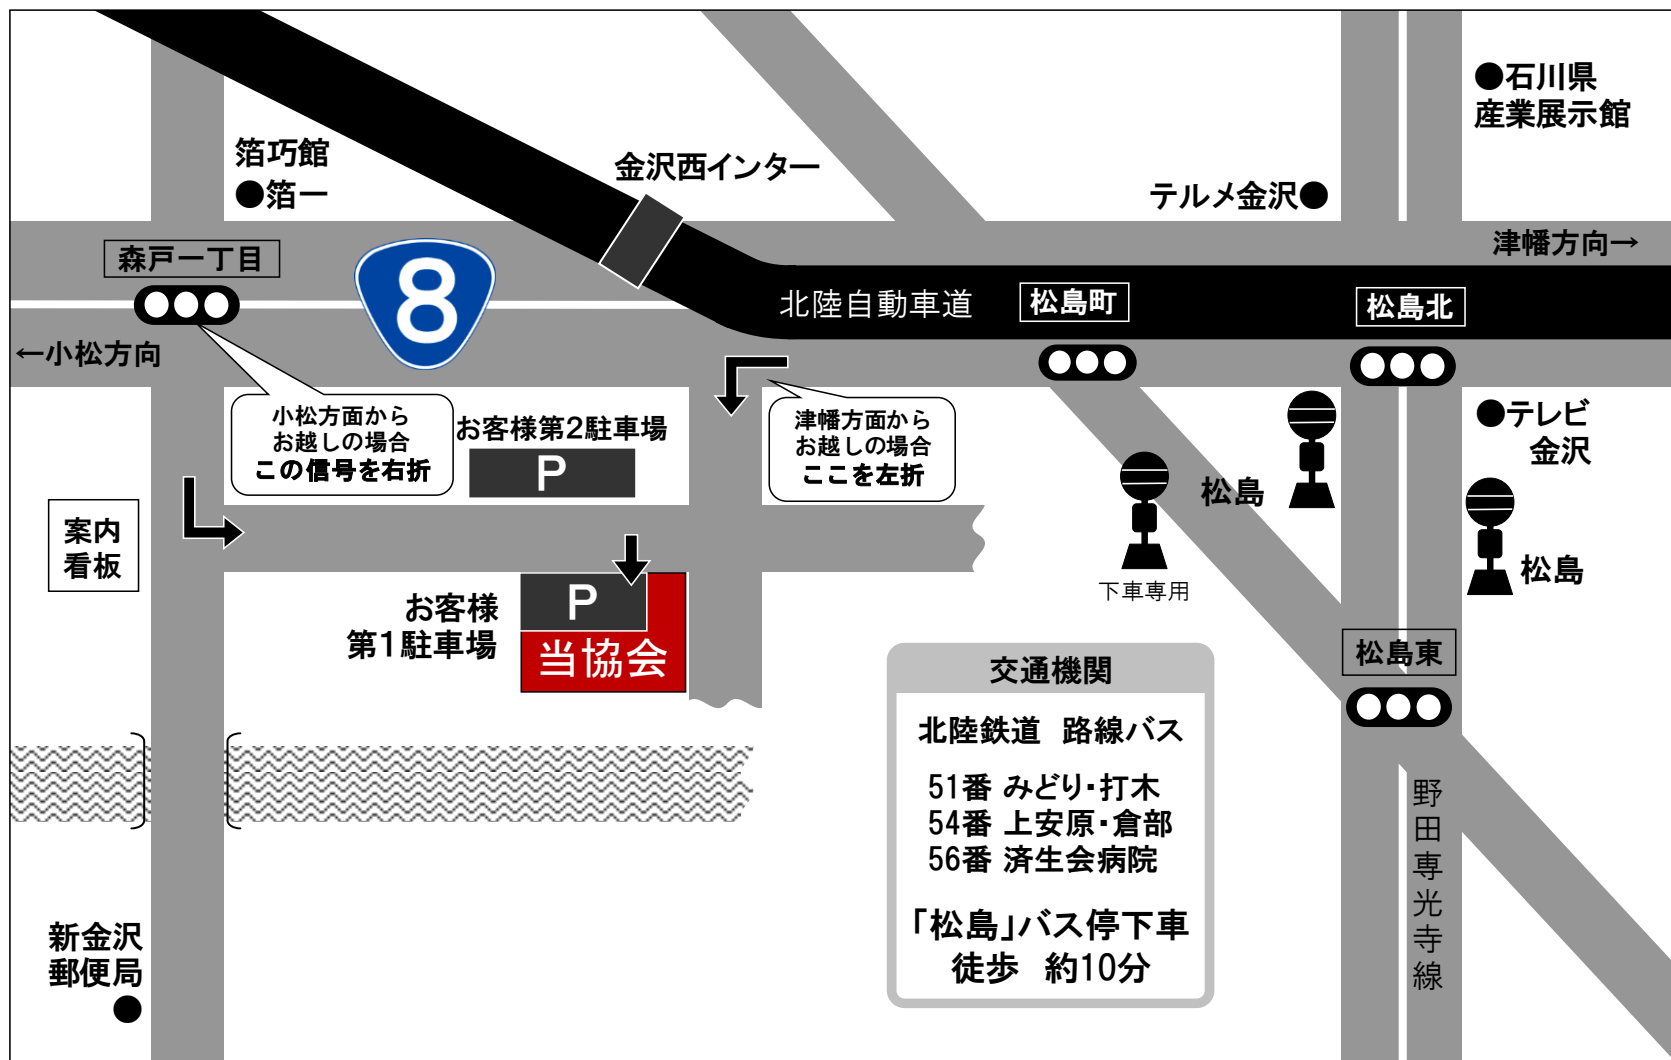 ●石川県
産業展示館
箔巧館
●箔一
金沢西インター
テルメ金沢●
津幡方向→
森戸一丁目
8
北陸自動車道
松島町
松島北
←小松方向
小松方面から
お越しの場合
この信号を右折
お客様第2駐車場
P
津幡方面から
お越しの場合
ここを左折
●テレビ
金沢
松島
松島
下車専用
案内
看板
P
お客様
第1駐車場
当協会
松島東
交通機関
北陸鉄道 路線バス
51番 みどり・打木
54番 上安原・倉部
56番 済生会病院
「松島」バス停下車
徒歩 約10分
野田専光寺線
新金沢
郵便局
●